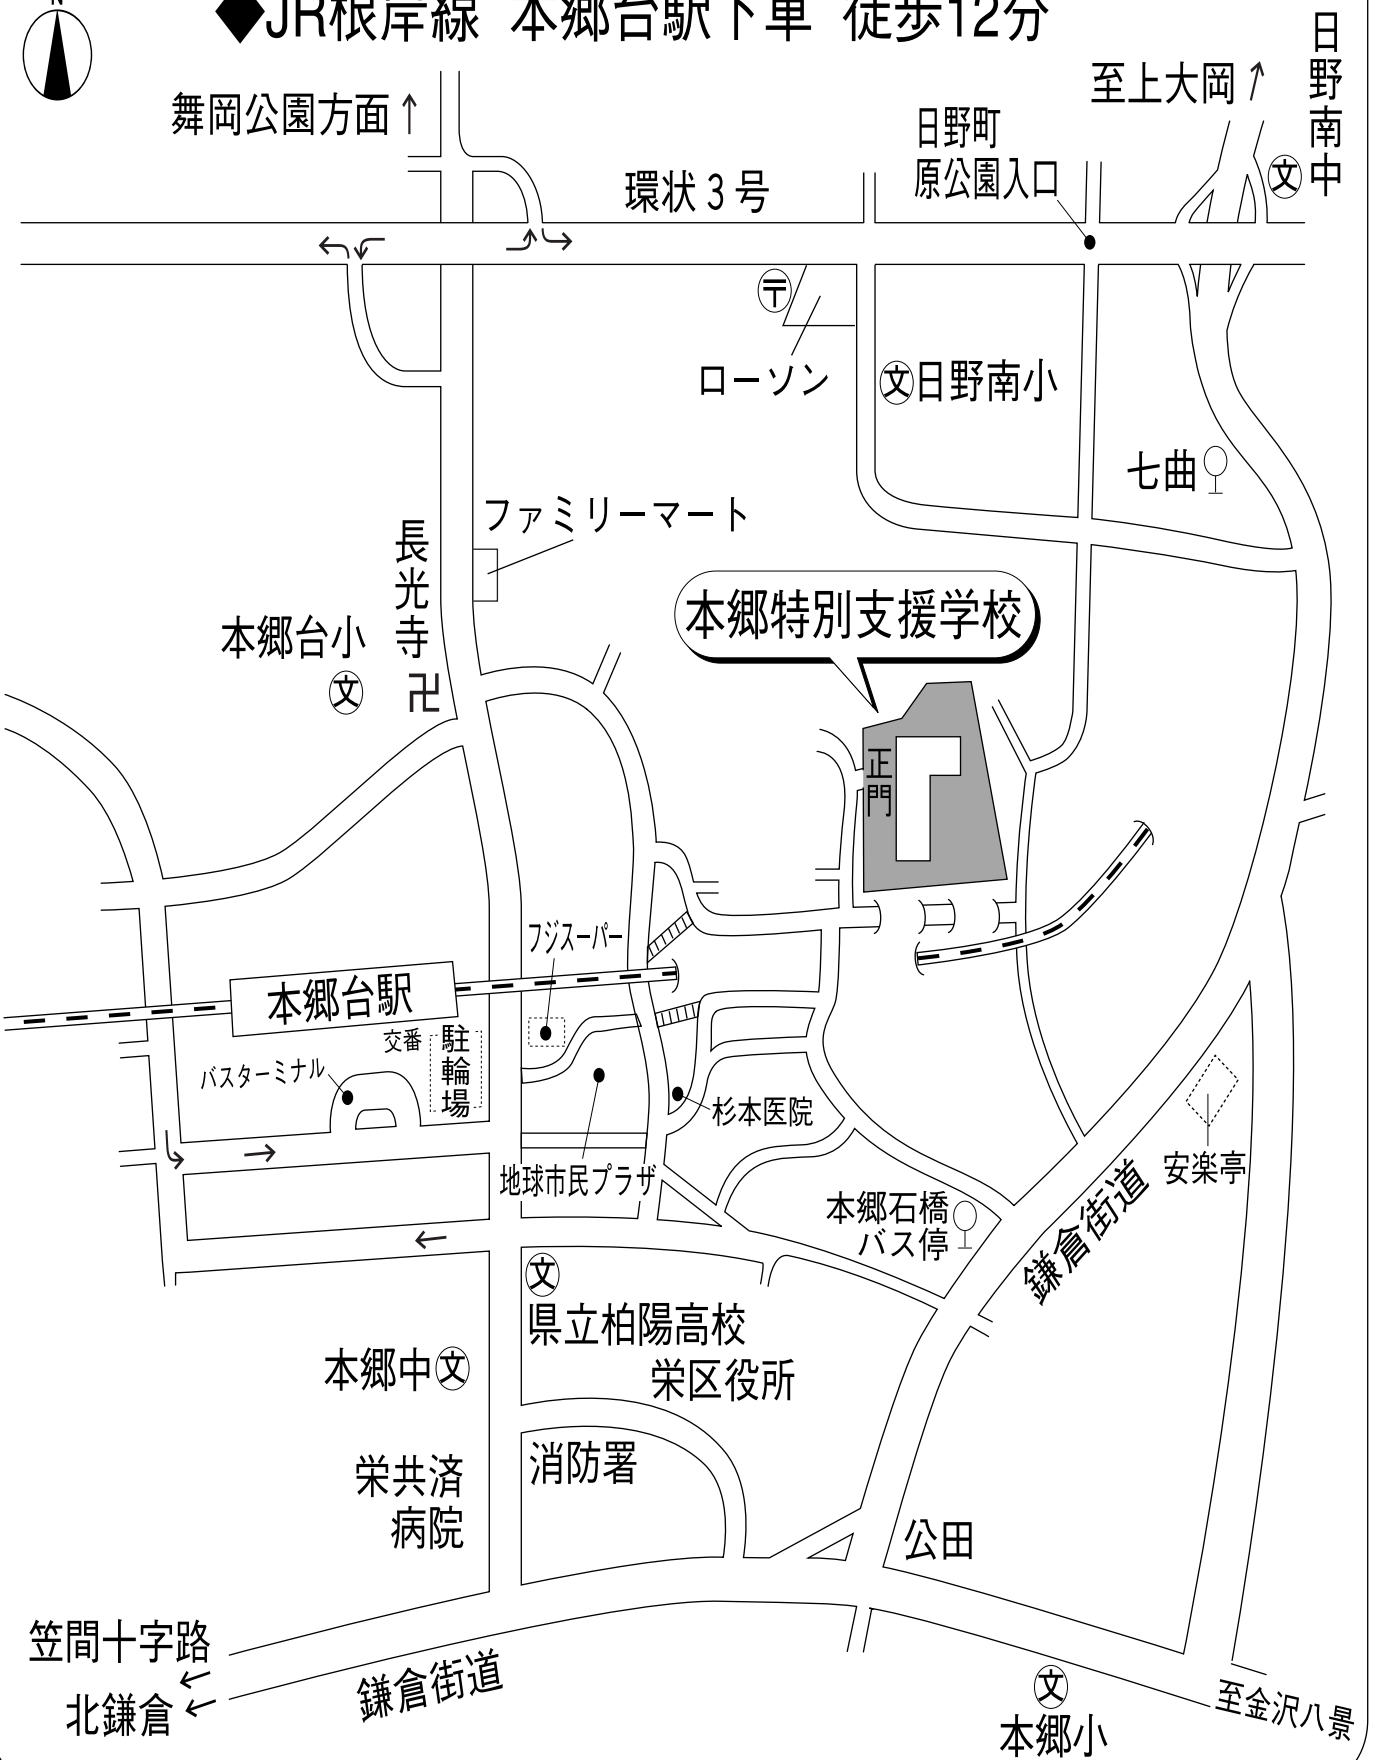 N
◆JR根岸線 本郷台駅下車 徒歩12分
日野南中
文
至上大岡
舞岡公園方面
日野町
原公園入口
環状3号
〒
ローソン
文日野南小
七曲
ファミリーマート
長光寺
卍
本郷台小
文
本郷特別支援学校
正門
フジスーパー
本郷台駅
交番
駐輪場
バスターミナル
杉本医院
地球市民プラザ
安楽亭
本郷石橋
バス停
鎌倉街道
文
県立柏陽高校
本郷中文
栄区役所
消防署
栄共済
病院
公田
笠間十字路
北鎌倉
鎌倉街道
文
本郷小
至金沢八景